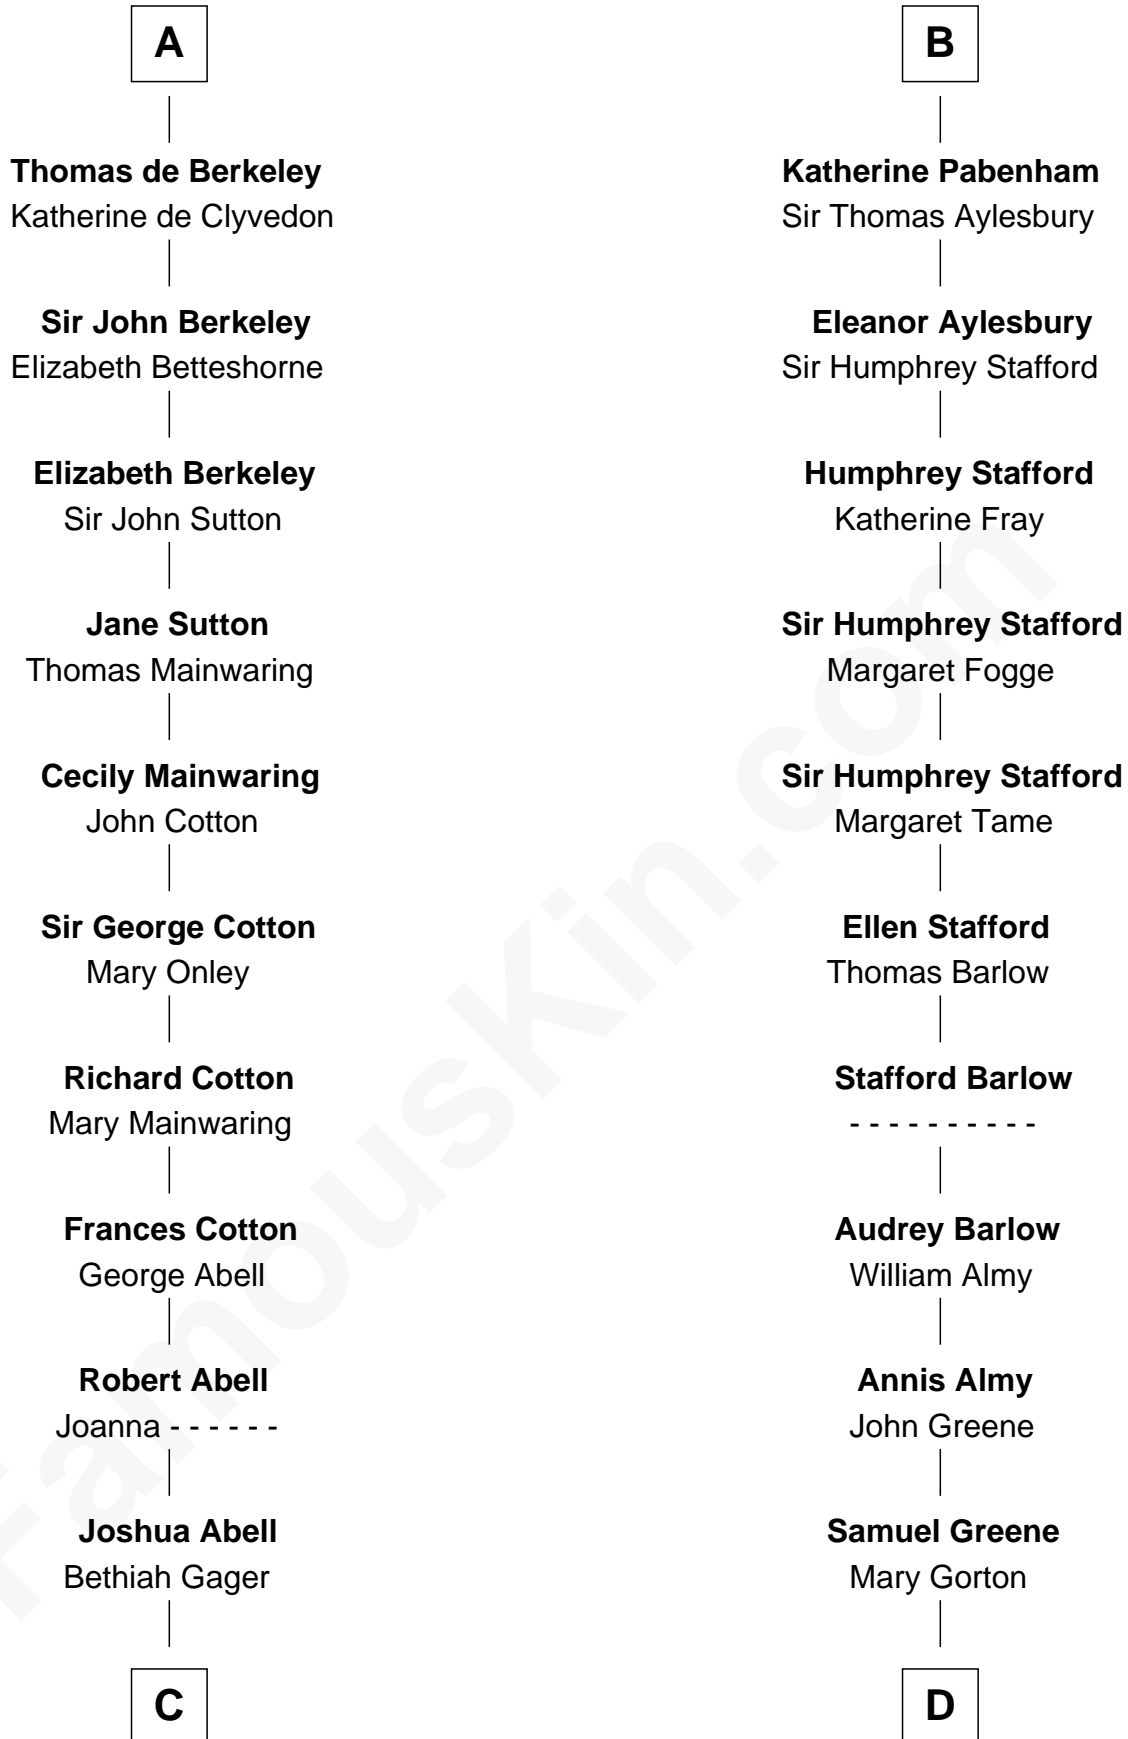 A
Thomas de Berkeley
Katherine de Clyvedon
Sir John Berkeley
Elizabeth Betteshorne
Elizabeth Berkeley
Sir John Sutton
Jane Sutton
Thomas Mainwaring
Cecily Mainwaring
John Cotton
Sir George Cotton
Mary Onley
Richard Cotton
Mary Mainwaring
Frances Cotton
George Abell
Robert Abell
Joanna - - - - - -
Joshua Abell
Bethiah Gager
C
B
Katherine Pabenham
Sir Thomas Aylesbury
Eleanor Aylesbury
Sir Humphrey Stafford
Humphrey Stafford
Katherine Fray
Sir Humphrey Stafford
Margaret Fogge
Sir Humphrey Stafford
Margaret Tame
Ellen Stafford
Thomas Barlow
Stafford Barlow
- - - - - - - - - -
Audrey Barlow
William Almy
Annis Almy
John Greene
Samuel Greene
Mary Gorton
D
FamousKin.com